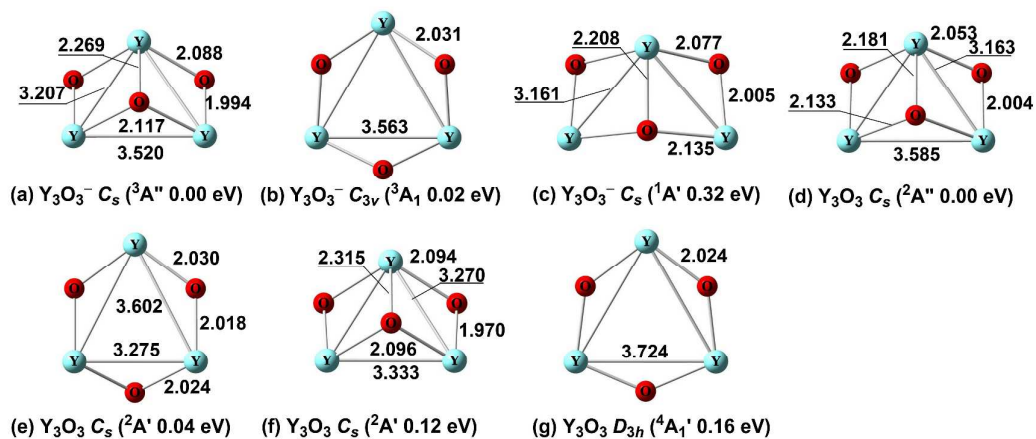 2.269
Y
2.088
O
O
3.207
O
1.994
2.117
Y
Y
3.520
(a) Y₃O₃⁻ Cs (³A" 0.00 eV)
Y
2.031
O
O
Y
3.563
Y
O
(b) Y₃O₃⁻ C3v (³A₁ 0.02 eV)
2.208
Y
2.077
O
O
3.161
2.005
Y
O
Y
2.135
(c) Y₃O₃⁻ Cs (¹A' 0.32 eV)
2.181
Y
2.053
3.163
O
O
2.133
O
2.004
Y
Y
3.585
(d) Y₃O₃ Cs (²A" 0.00 eV)
Y
2.030
O
O
3.602
2.018
3.275
Y
Y
O
2.024
(e) Y₃O₃ Cs (²A' 0.04 eV)
2.315
Y
2.094
3.270
O
O
O
1.970
2.096
Y
Y
3.333
(f) Y₃O₃ Cs (²A' 0.12 eV)
Y
2.024
O
O
Y
3.724
Y
O
(g) Y₃O₃ D3h (⁴A₁' 0.16 eV)